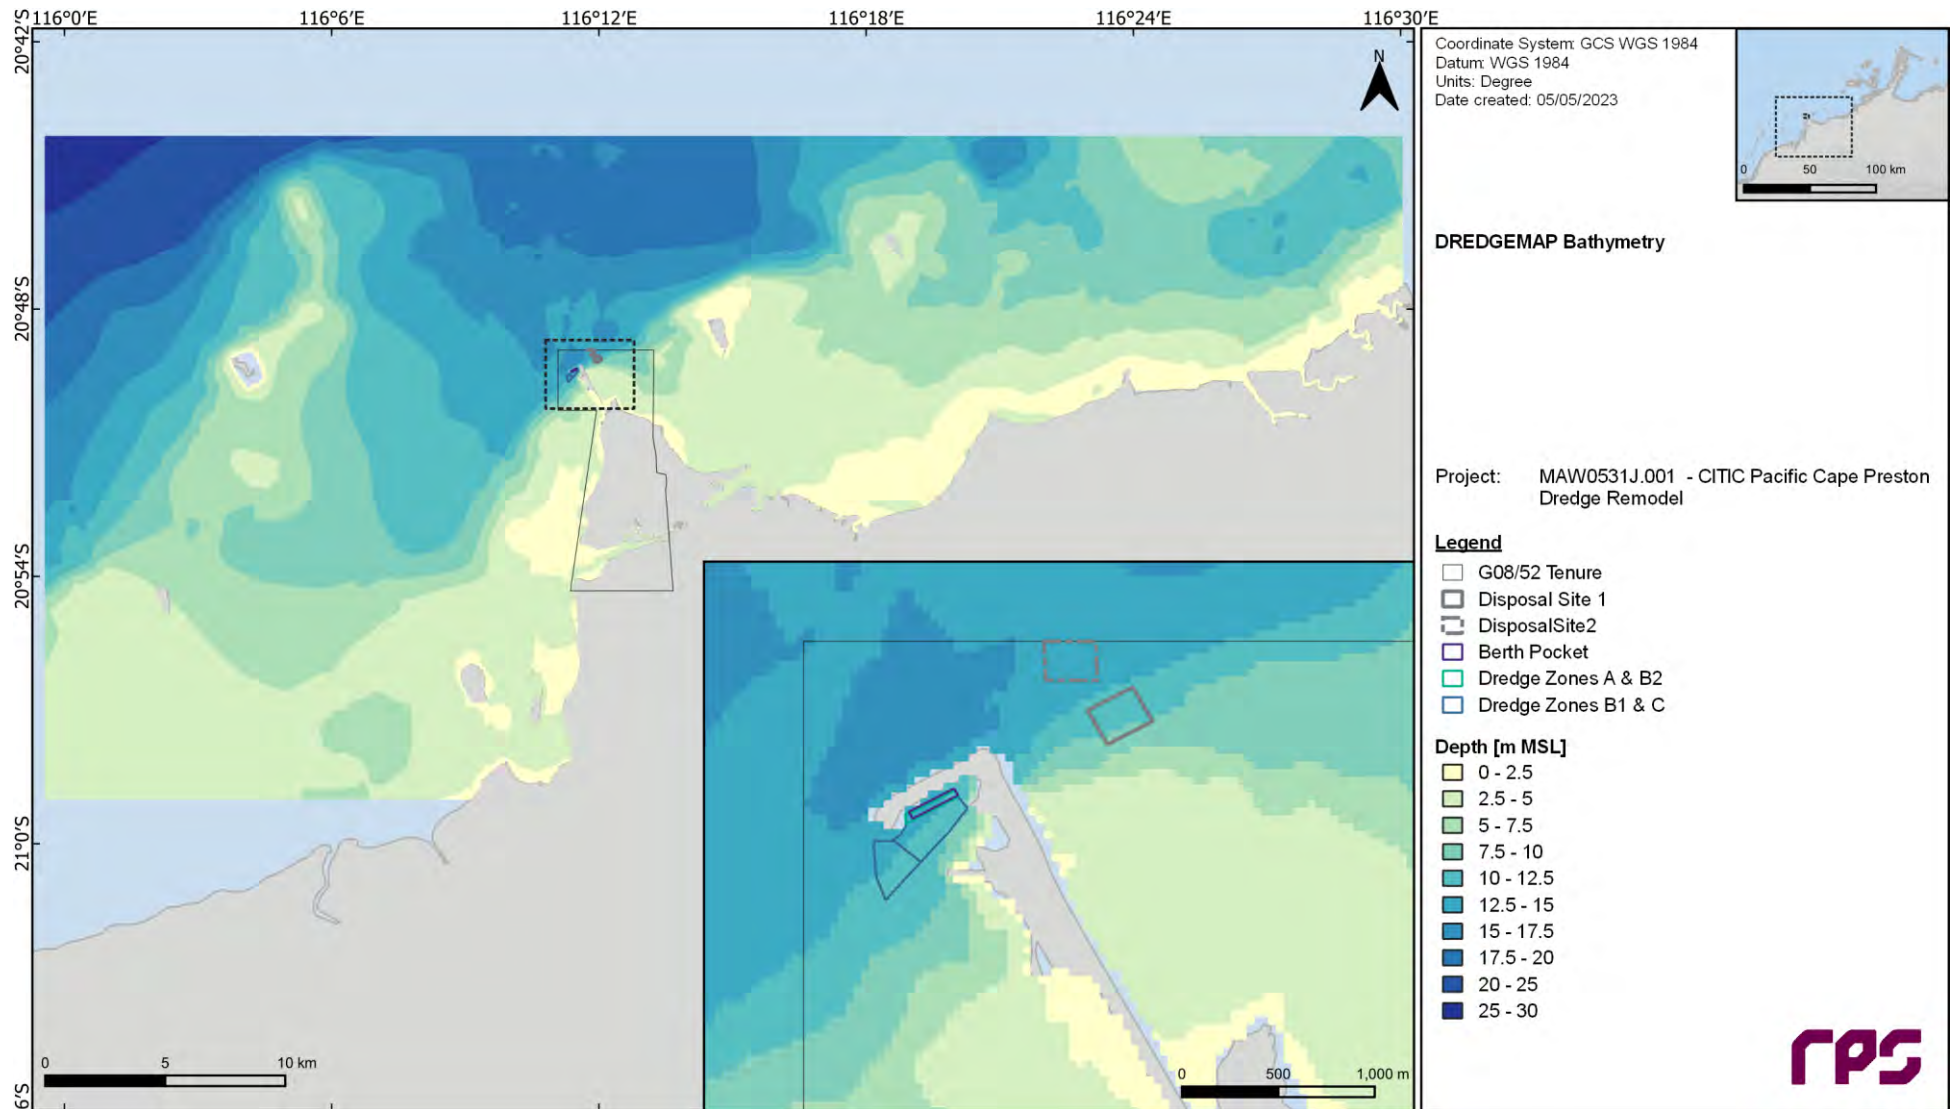 116°0'E
116°6'E
116°12'E
116°18'E
116°24'E
116°30'E
20°42'S
20°48'S
20°54'S
21°0'S
6'S
N
0 5 10 km
0 500 1,000 m
Coordinate System: GCS WGS 1984
Datum: WGS 1984
Units: Degree
Date created: 05/05/2023
0 50 100 km
DREDGEMAP Bathymetry
Project: MAW0531J.001 - CITIC Pacific Cape Preston
Dredge Remodel
Legend
G08/52 Tenure
Disposal Site 1
DisposalSite2
Berth Pocket
Dredge Zones A & B2
Dredge Zones B1 & C
Depth [m MSL]
0 - 2.5
2.5 - 5
5 - 7.5
7.5 - 10
10 - 12.5
12.5 - 15
15 - 17.5
17.5 - 20
20 - 25
25 - 30
rps